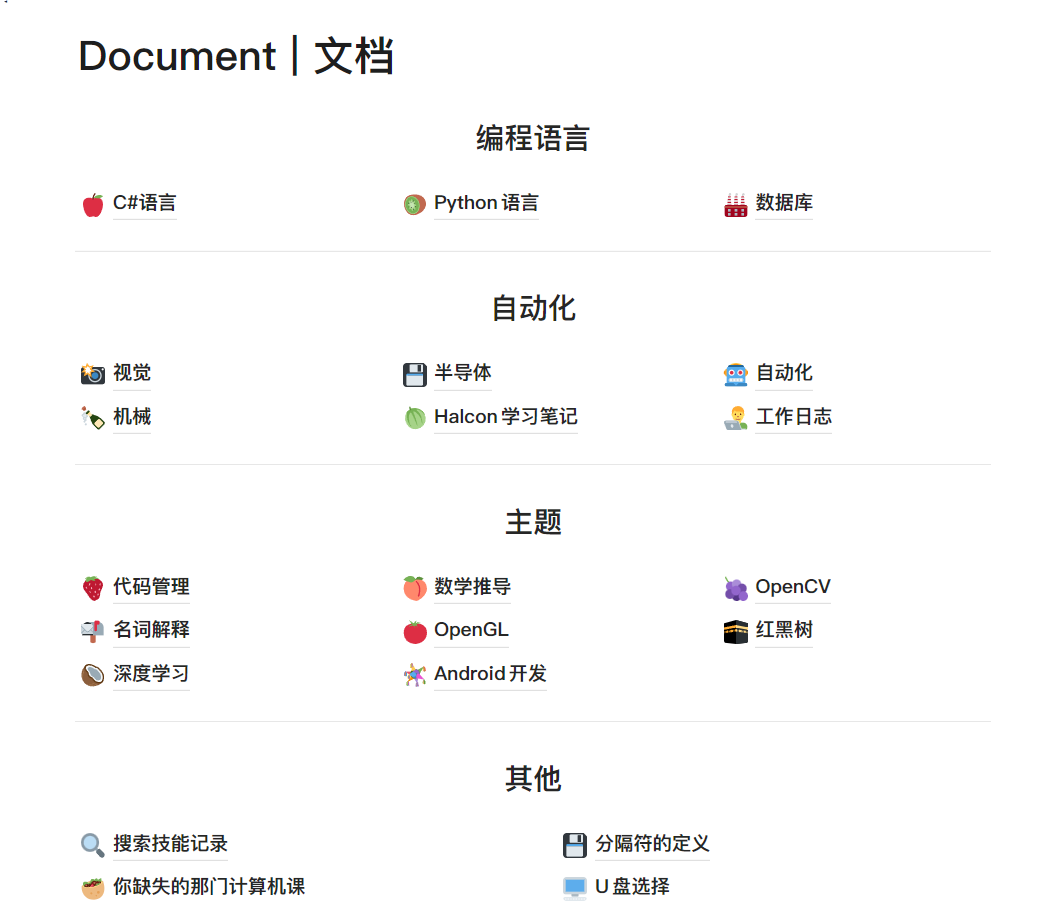 Document | 文档
编程语言
C#语言 Python 语言 数据库
自动化
视觉 半导体 自动化
机械 Halcon 学习笔记 工作日志
主题
代码管理 数学推导 OpenCV
名词解释 OpenGL 红黑树
深度学习 Android 开发
其他
搜索技能记录 分隔符的定义
你缺失的那门计算机课 U 盘选择